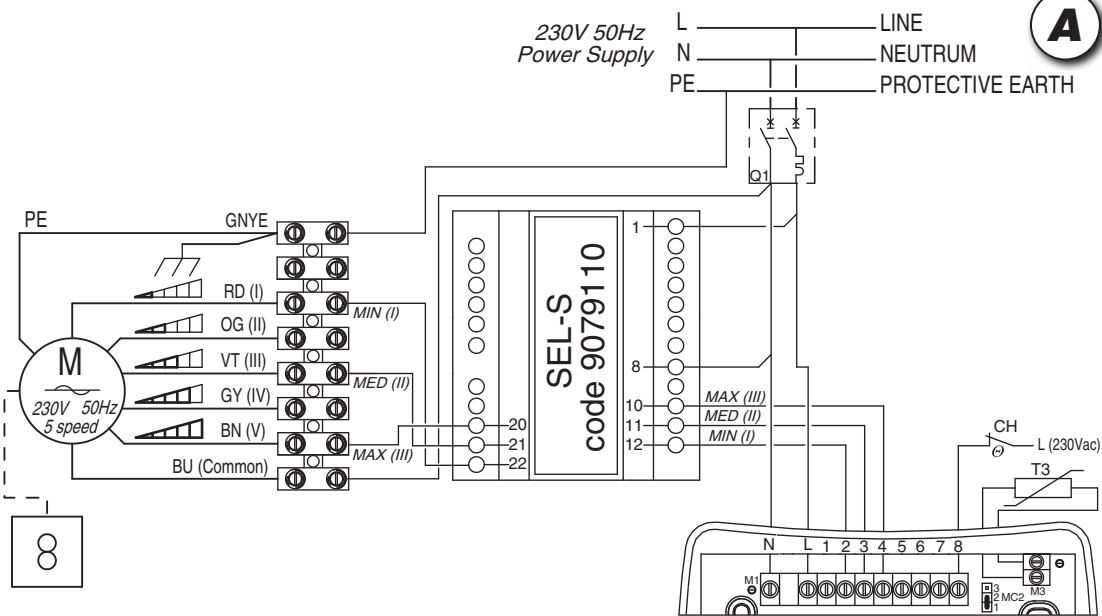 A
230V 50Hz
Power Supply
L LINE
N NEUTRUM
PE PROTECTIVE EARTH
Q1
PE GNYE
RD (I)
MIN (I)
OG (II)
VT (III)
MED (II)
GY (IV)
BN (V)
MAX (III)
BU (Common)
M
230V 50Hz
5 speed
8
SEL-S
code 9079110
1
8
10 MAX (III)
11 MED (II)
12 MIN (I)
20
21
22
CH
L (230Vac)
T3
N L 1 2 3 4 5 6 7 8
M1
3
2
1
MC2
M3